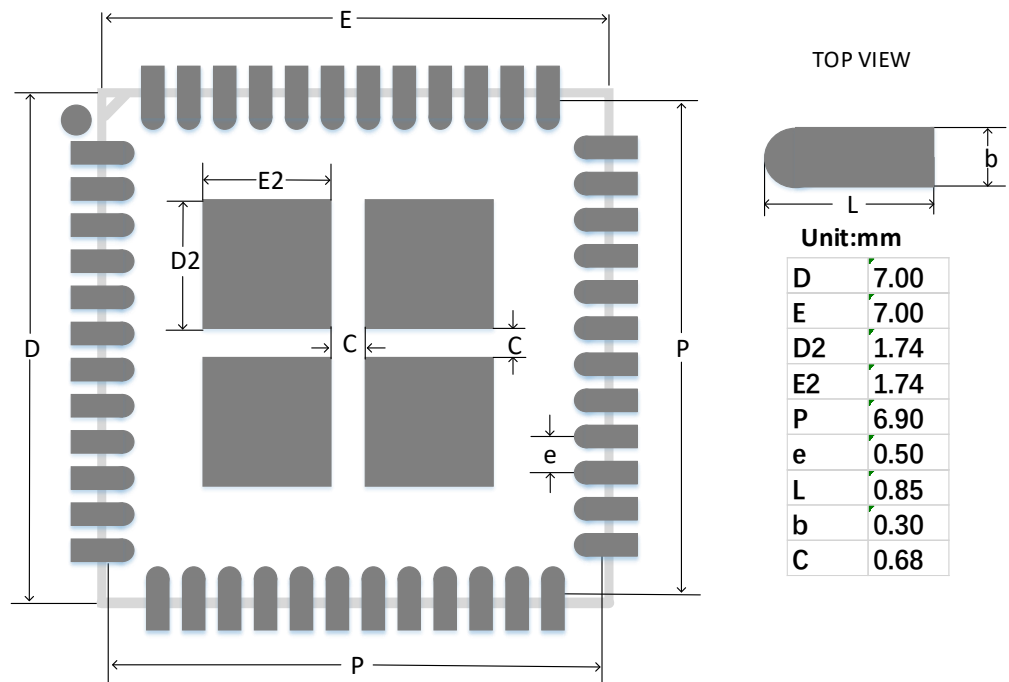 E
TOP VIEW
E2
b
L
D2
Unit:mm
D 7.00
E 7.00
D2 1.74
E2 1.74
P 6.90
e 0.50
L 0.85
b 0.30
C 0.68
D
C
C
P
e
P